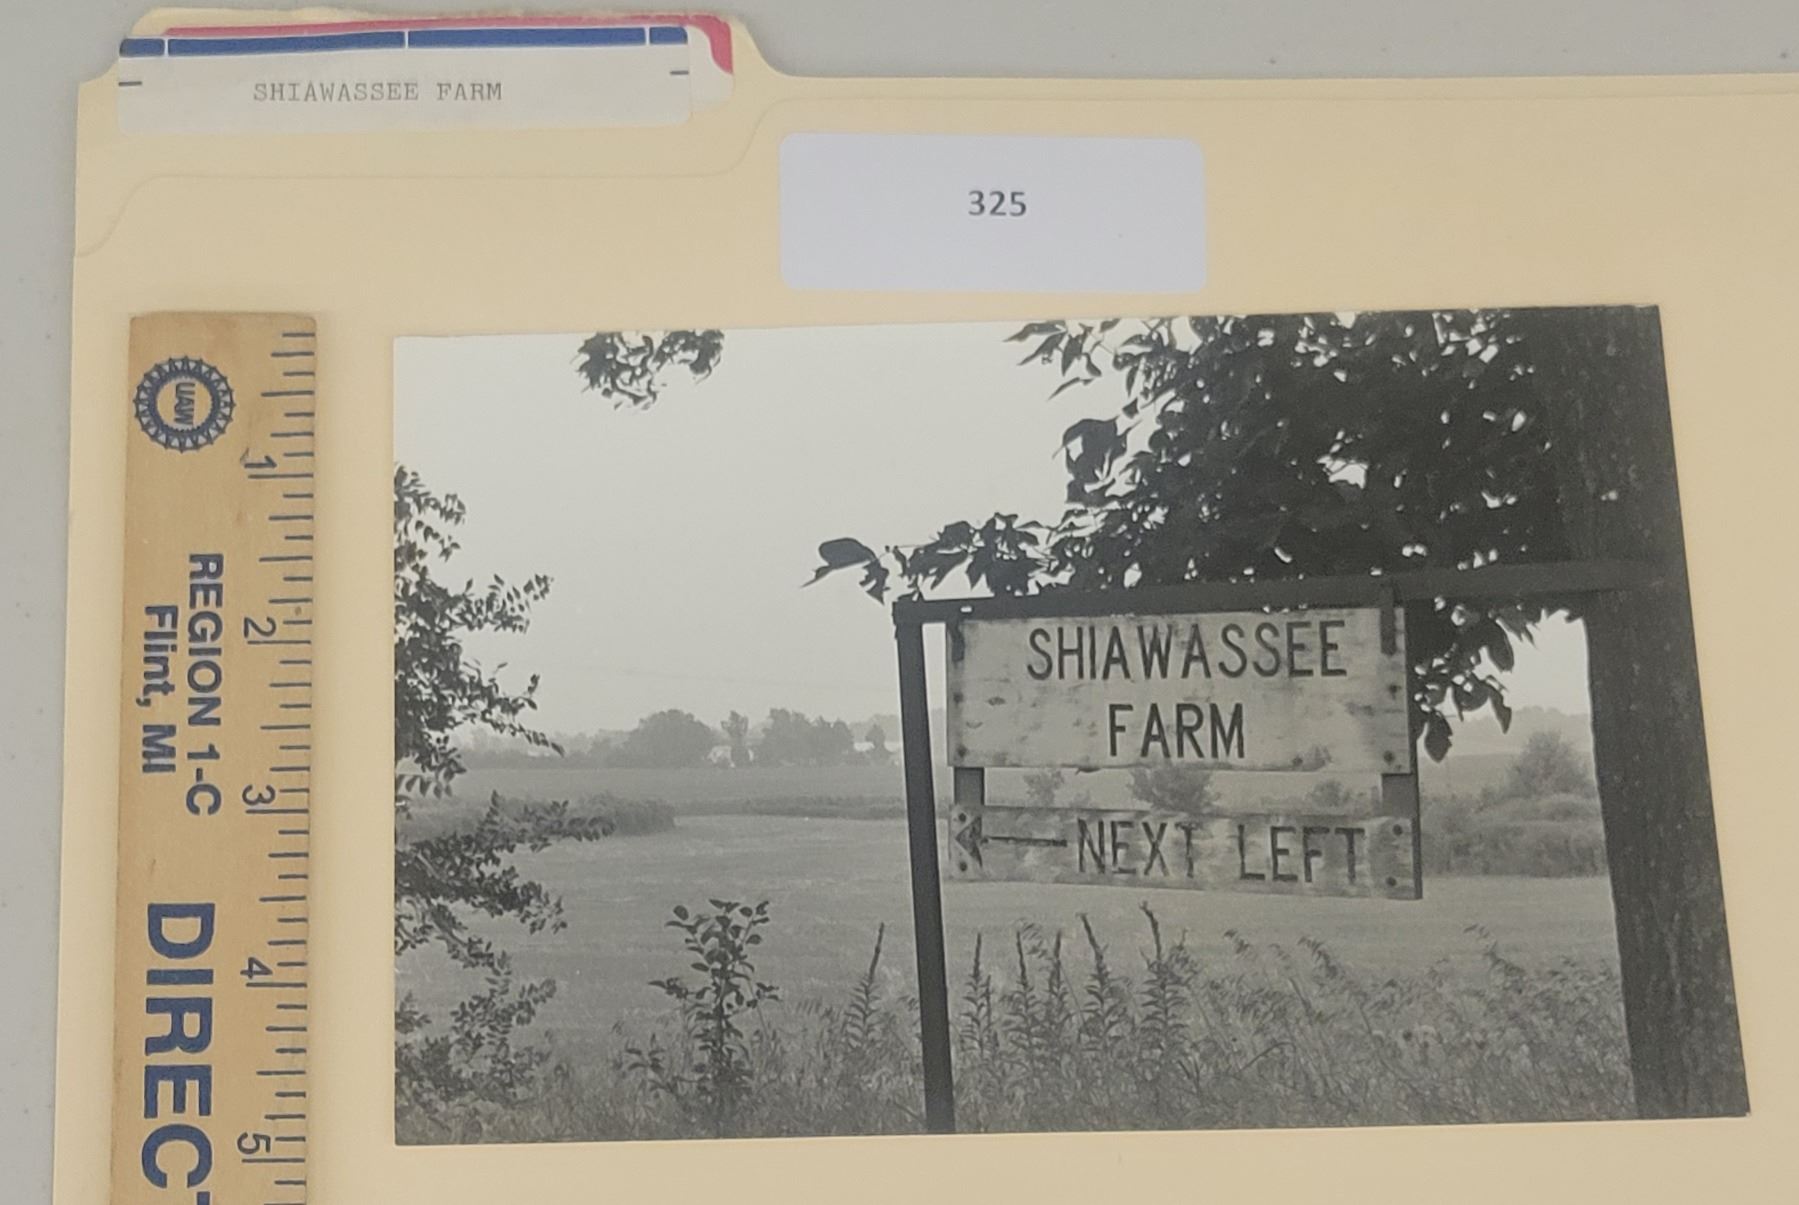 SHIAWASSEE FARM
325
UAW
REGION 1-C
Flint, MI
DIREC
1
2
3
4
5
SHIAWASSEE
FARM
NEXT LEFT